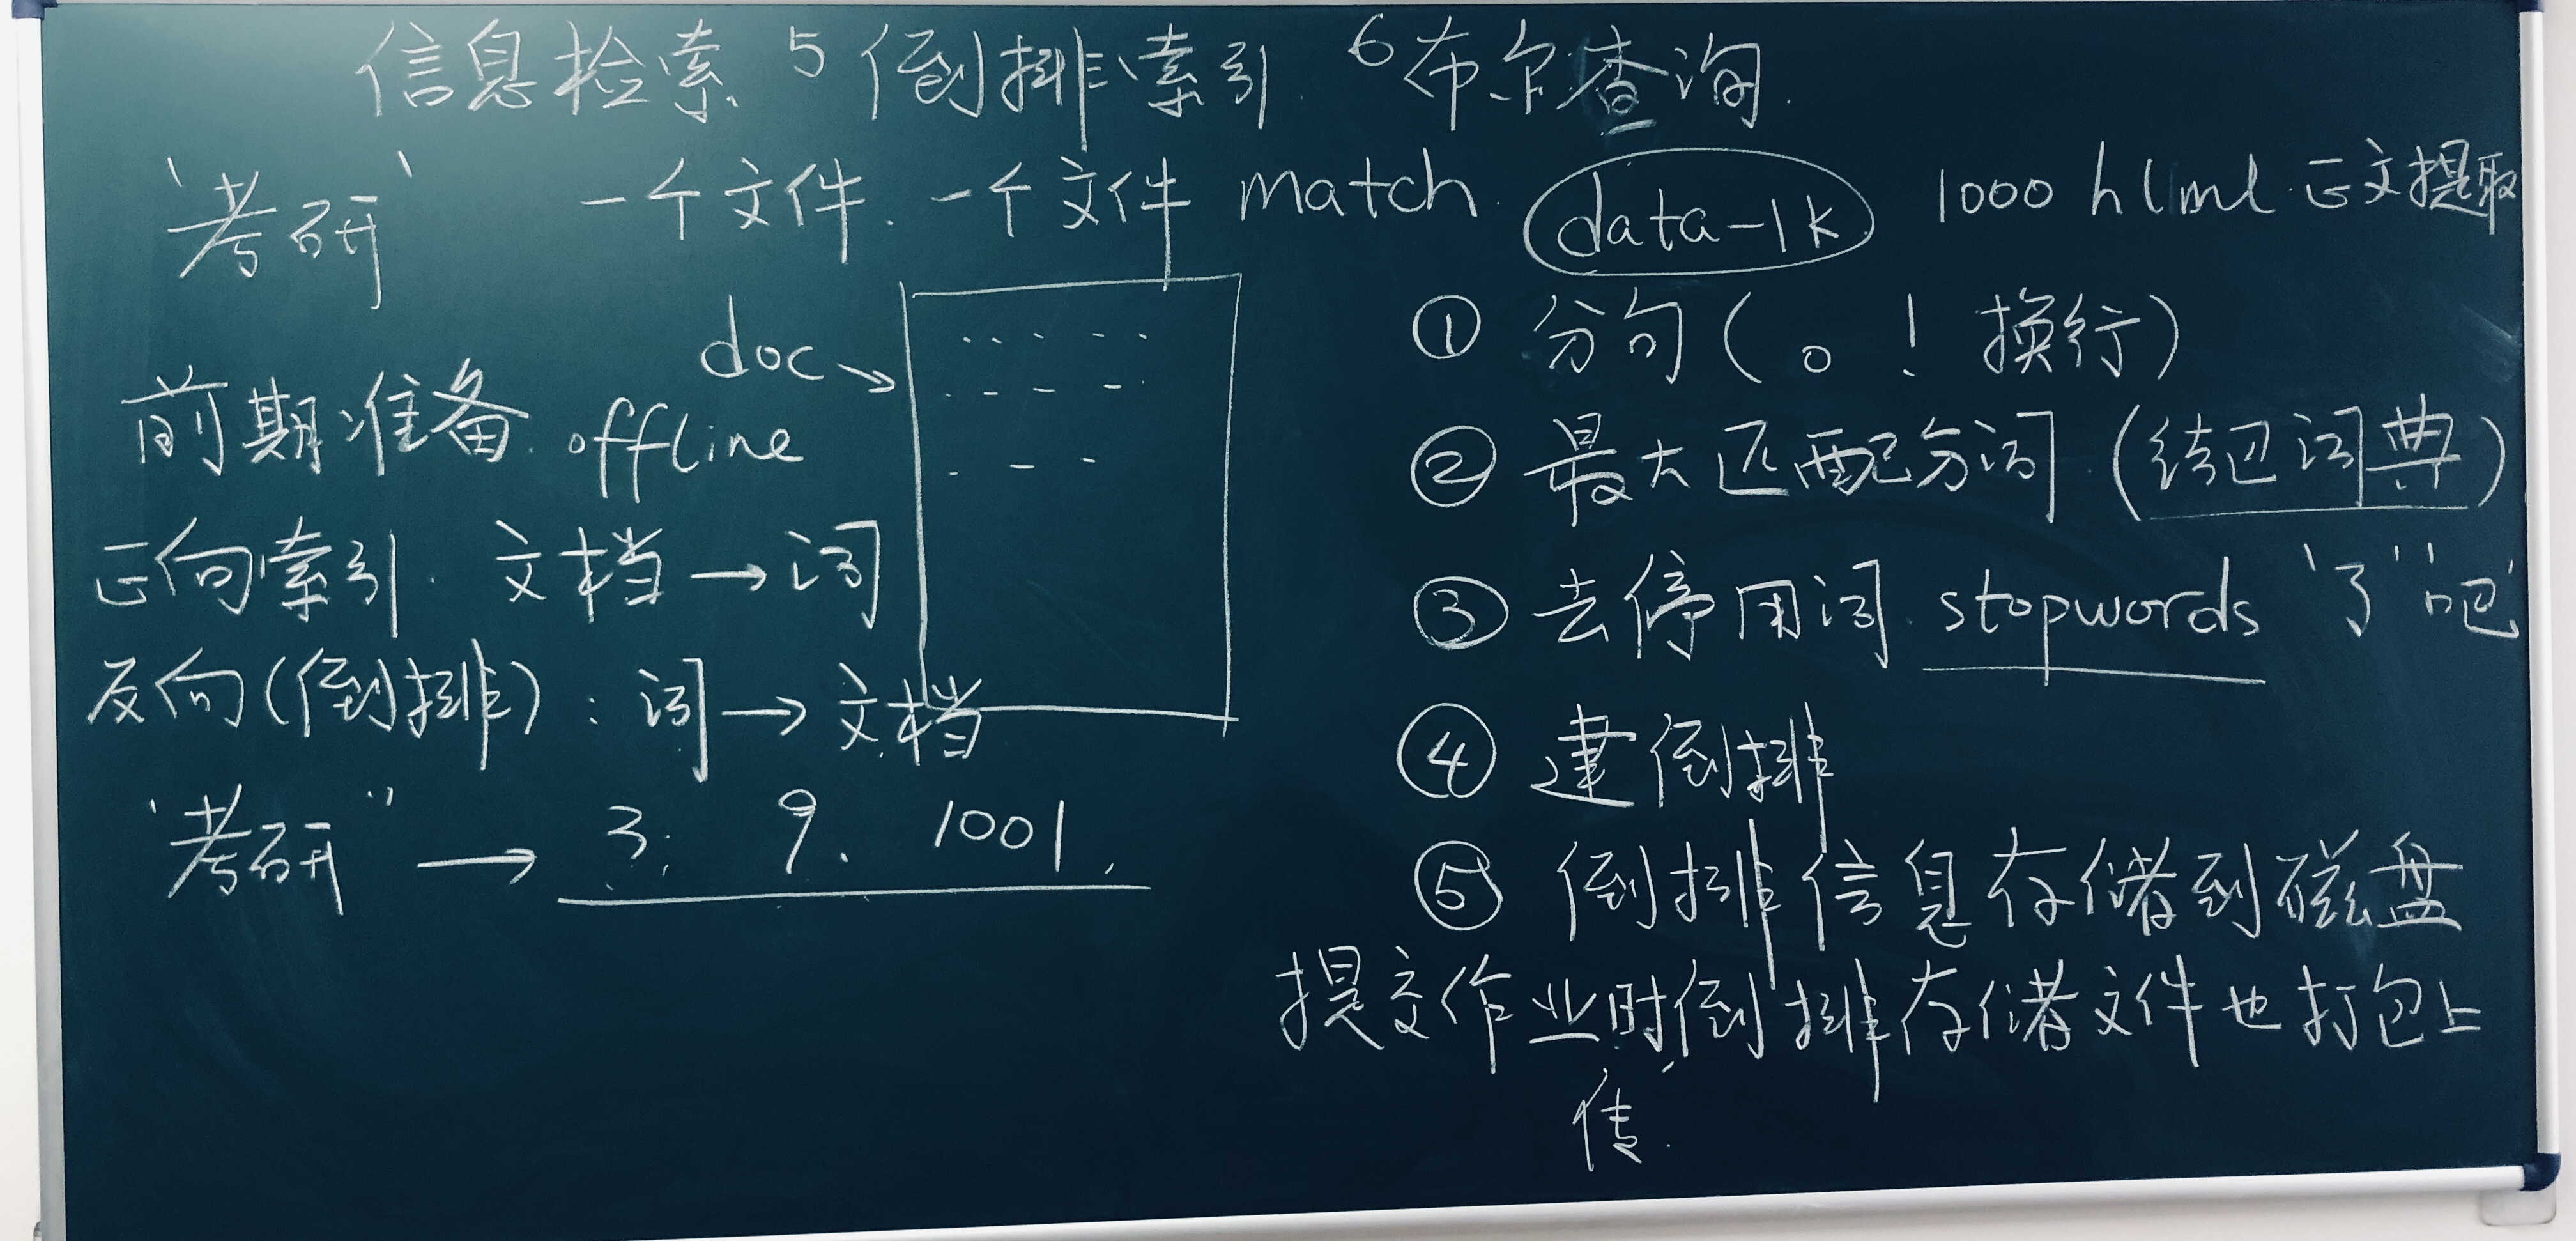 信息检索 5 倒排索引 6 布尔查询
'考研' 一个文件. 一个文件 match.
doc →
前期准备. offline
正向索引. 文档 → 词
反向(倒排): 词 → 文档
"考研" → 3. 9. 1001.
data-1k 1000 html 正文提取
① 分句(。! 换行)
② 最大匹配分词.(结巴词典)
③ 去停用词. stopwords '了' '吧'
④ 建倒排
⑤ 倒排信息存储到磁盘
提交作业时倒排存储文件也打包上
传.